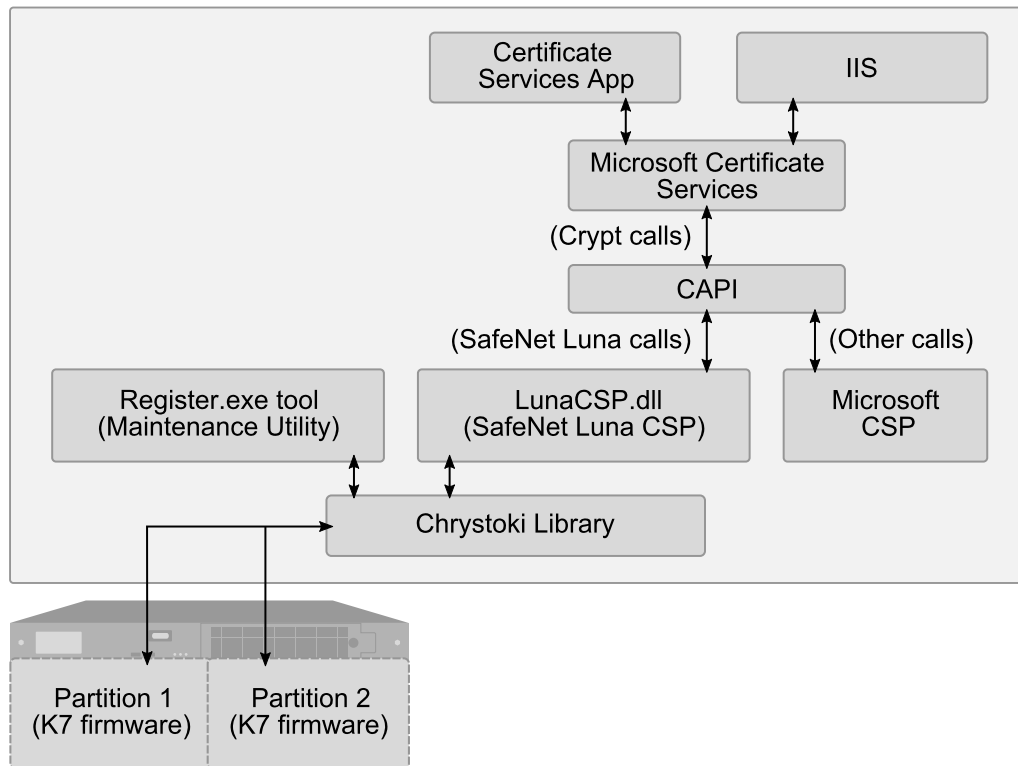 Certificate
Services App
IIS
Microsoft Certificate
Services
(Crypt calls)
CAPI
(SafeNet Luna calls)
(Other calls)
Register.exe tool
(Maintenance Utility)
LunaCSP.dll
(SafeNet Luna CSP)
Microsoft
CSP
Chrystoki Library
Partition 1
(K7 firmware)
Partition 2
(K7 firmware)